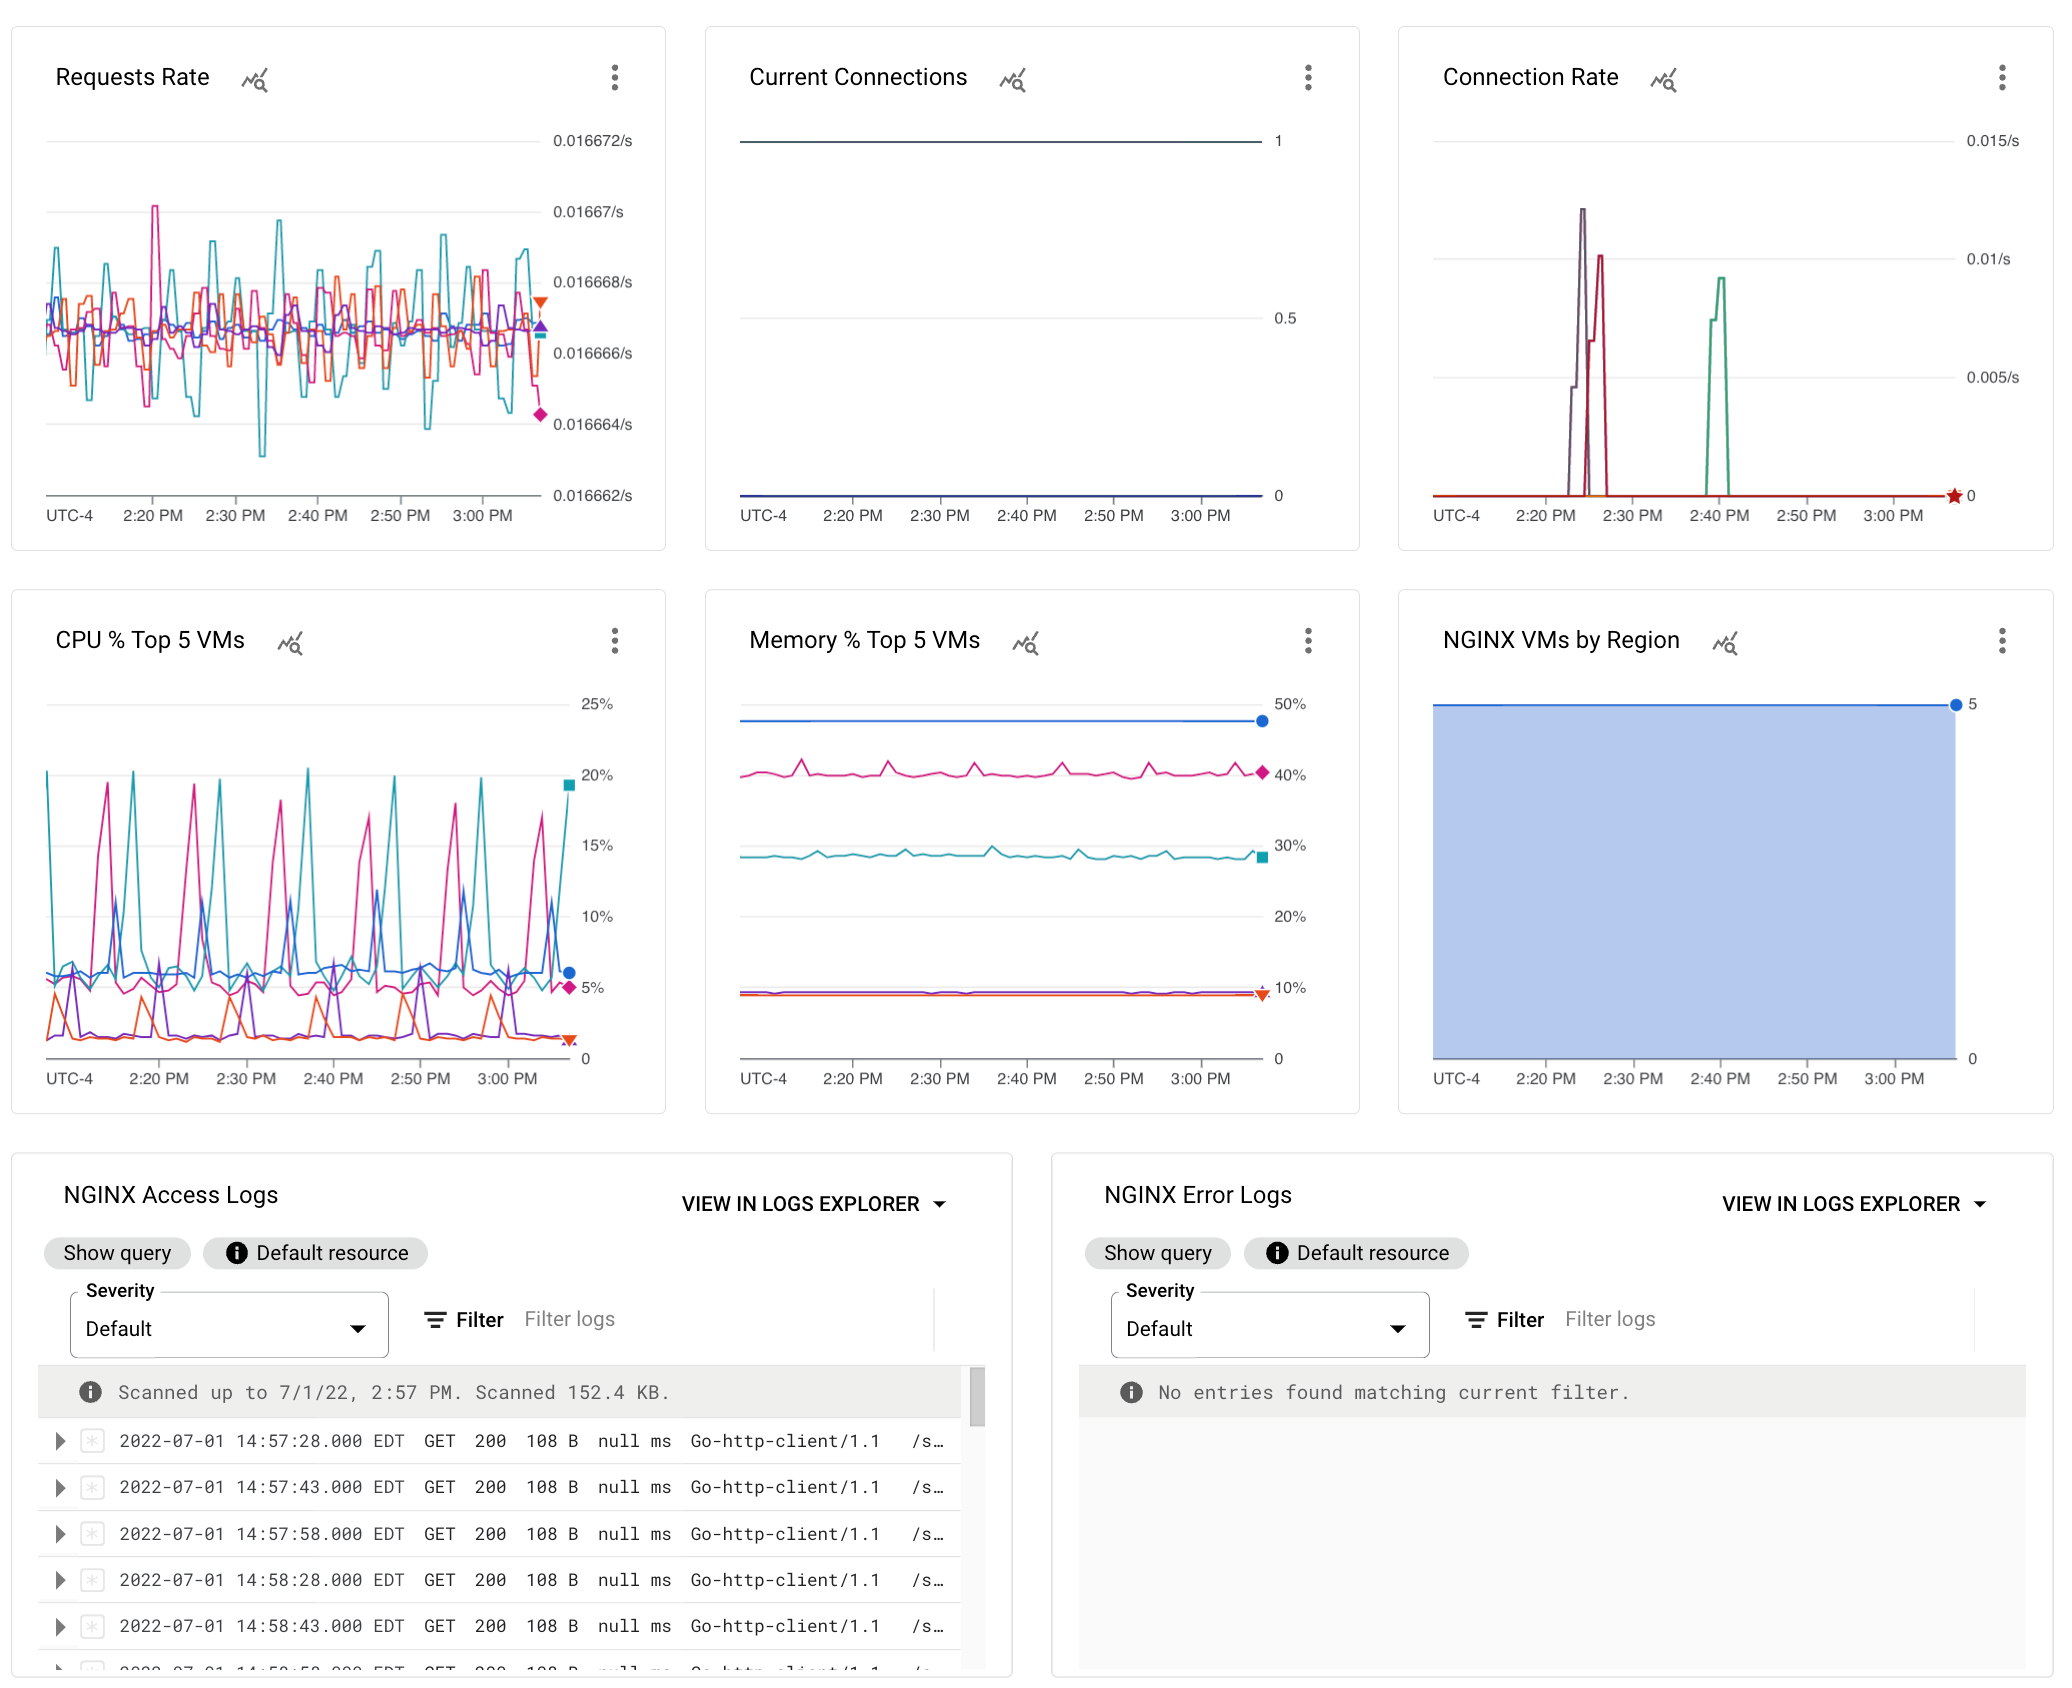 Requests Rate
0.016672/s
0.01667/s
0.016668/s
0.016666/s
0.016664/s
0.016662/s
UTC-4 2:20 PM 2:30 PM 2:40 PM 2:50 PM 3:00 PM
Current Connections
1
0.5
0
UTC-4 2:20 PM 2:30 PM 2:40 PM 2:50 PM 3:00 PM
Connection Rate
0.015/s
0.01/s
0.005/s
0
UTC-4 2:20 PM 2:30 PM 2:40 PM 2:50 PM 3:00 PM
CPU % Top 5 VMs
25%
20%
15%
10%
5%
0
UTC-4 2:20 PM 2:30 PM 2:40 PM 2:50 PM 3:00 PM
Memory % Top 5 VMs
50%
40%
30%
20%
10%
0
UTC-4 2:20 PM 2:30 PM 2:40 PM 2:50 PM 3:00 PM
NGINX VMs by Region
5
0
UTC-4 2:20 PM 2:30 PM 2:40 PM 2:50 PM 3:00 PM
NGINX Access Logs
VIEW IN LOGS EXPLORER
Show query Default resource
Severity
Default
Filter Filter logs
Scanned up to 7/1/22, 2:57 PM. Scanned 152.4 KB.
2022-07-01 14:57:28.000 EDT GET 200 108 B null ms Go-http-client/1.1 /s…
2022-07-01 14:57:43.000 EDT GET 200 108 B null ms Go-http-client/1.1 /s…
2022-07-01 14:57:58.000 EDT GET 200 108 B null ms Go-http-client/1.1 /s…
2022-07-01 14:58:28.000 EDT GET 200 108 B null ms Go-http-client/1.1 /s…
2022-07-01 14:58:43.000 EDT GET 200 108 B null ms Go-http-client/1.1 /s…
NGINX Error Logs
VIEW IN LOGS EXPLORER
Show query Default resource
Severity
Default
Filter Filter logs
No entries found matching current filter.